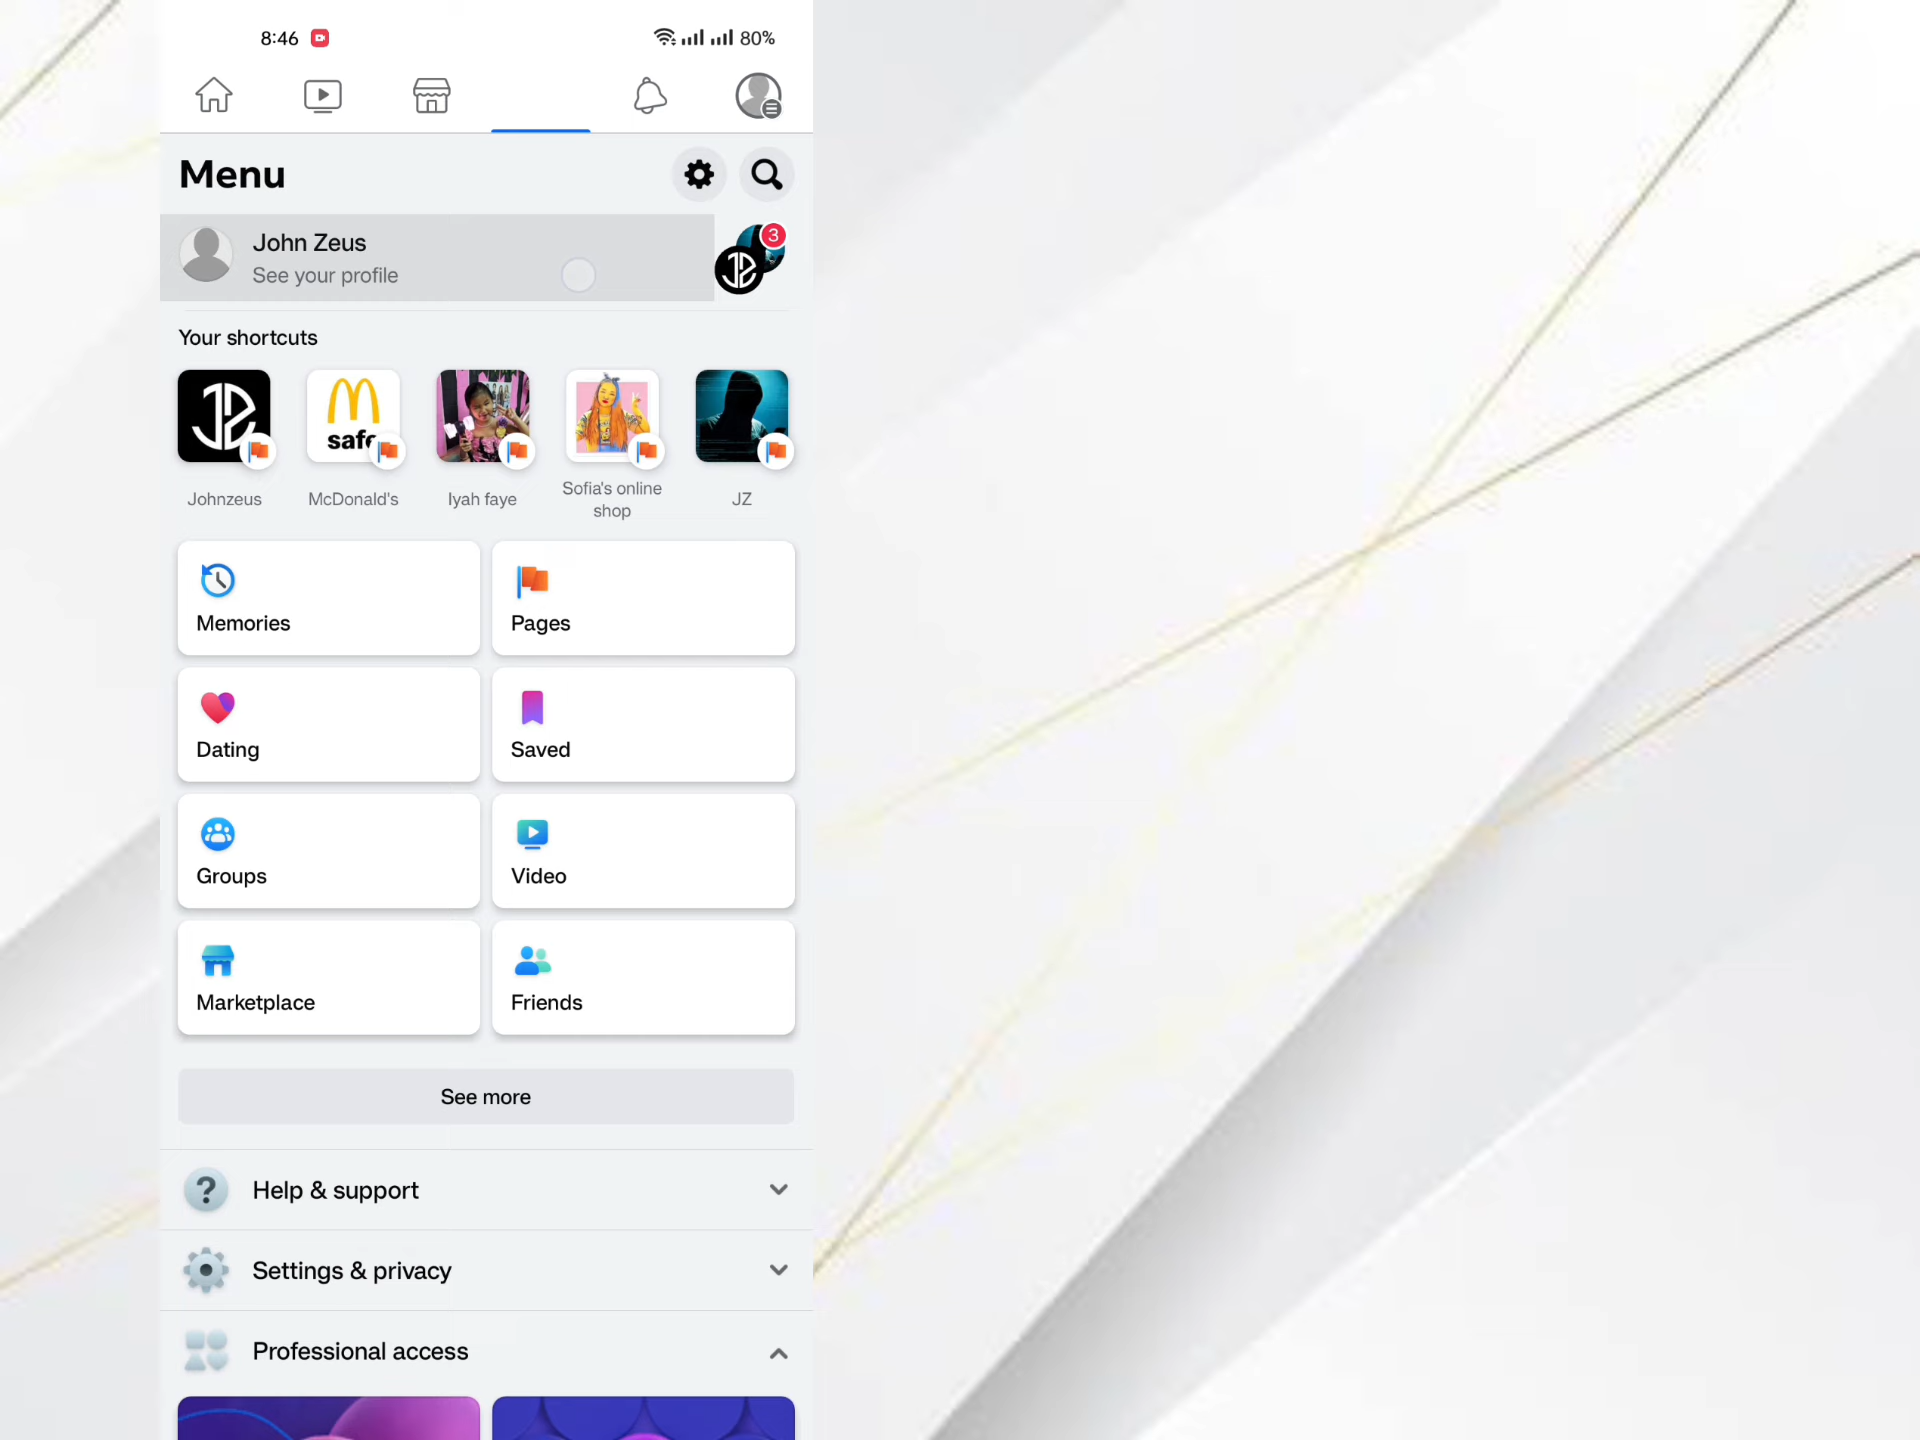 8:46
80%
Menu
John Zeus
See your profile
3
Your shortcuts
safe
Johnzeus
McDonald's
Iyah faye
Sofia's online
shop
JZ
Memories
Pages
Dating
Saved
Groups
Video
Marketplace
Friends
See more
Help & support
Settings & privacy
Professional access